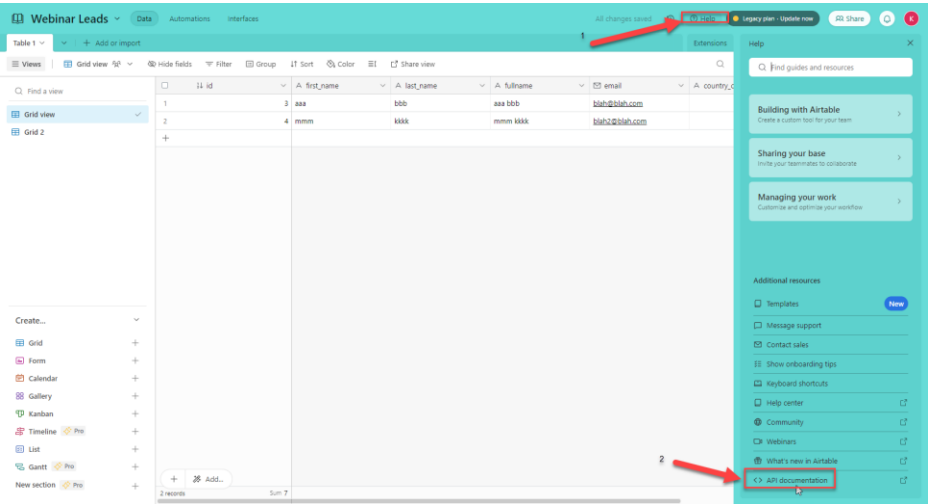 Webinar Leads Data Automations Interfaces All changes saved Help Legacy plan - Update now Share K
1
Table 1 + Add or import Extensions Help
Views Grid view Hide fields Filter Group Sort Color Share view
Find guides and resources
Find a view
id A first_name A last_name A fullname email A country_c
Grid view
1 3 aaa bbb aaa bbb blah@blah.com
Grid 2
2 4 mmm kkkk mmm kkkk blah2@blah.com
+
Building with Airtable
Create a custom tool for your team
Sharing your base
Invite your teammates to collaborate
Managing your work
Customize and optimize your workflow
Additional resources
Templates New
Message support
Contact sales
Show onboarding tips
Keyboard shortcuts
Help center
Community
Webinars
What's new in Airtable
2
<> API documentation
Create...
Grid +
Form +
Calendar +
Gallery +
Kanban +
Timeline Pro +
List +
Gantt Pro +
New section Pro +
+ Add...
2 records Sum 7